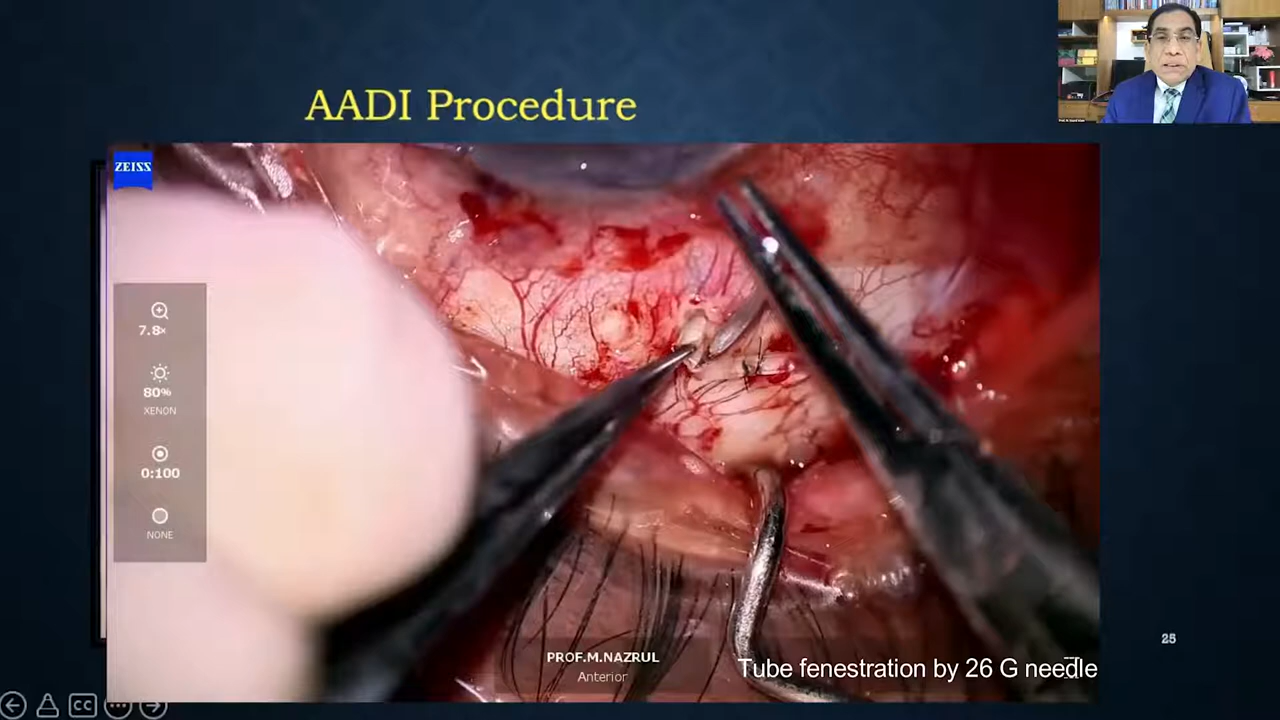 AADI Procedure
ZEISS
7.8x
80%
XENON
0:100
NONE
PROF.M.NAZRUL
Anterior
Tube fenestration by 26 G needle
25
CC